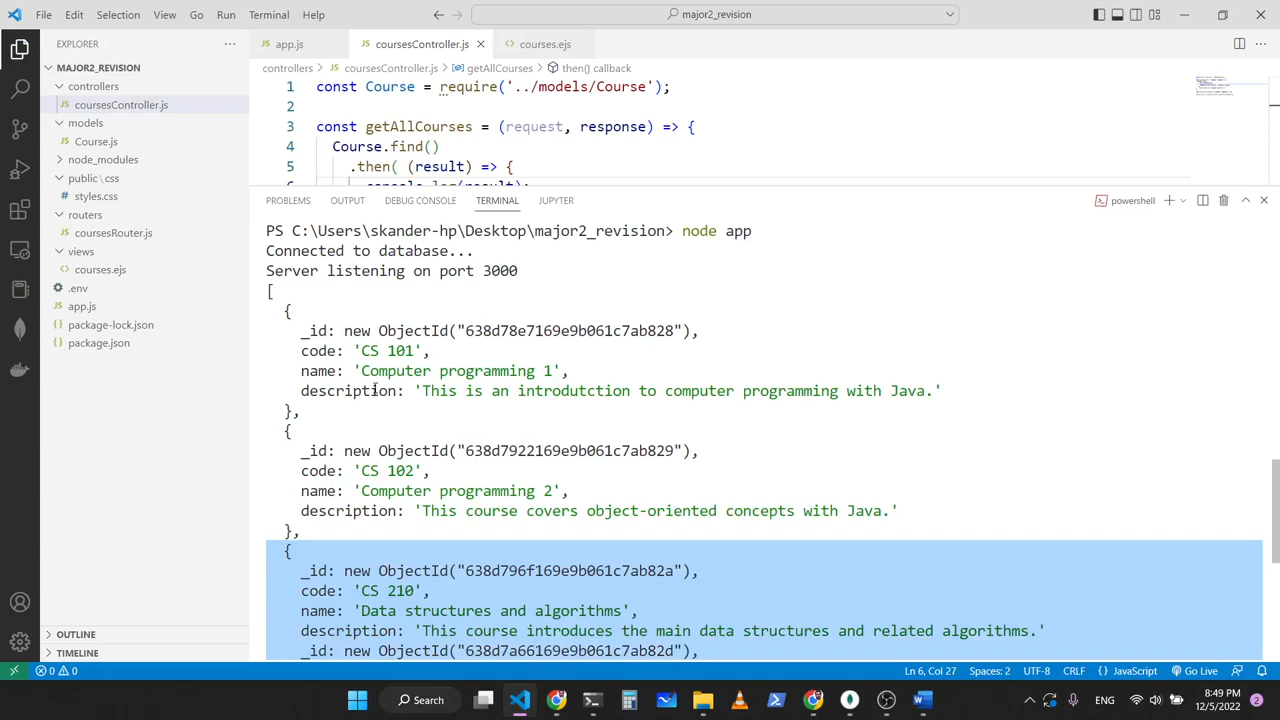 File Edit Selection View Go Run Terminal Help
major2_revision
EXPLORER
app.js
coursesController.js
courses.ejs
MAJOR2_REVISION
controllers
coursesController.js
models
Course.js
node_modules
public\css
styles.css
routers
coursesRouter.js
views
courses.ejs
.env
app.js
package-lock.json
package.json
OUTLINE
TIMELINE
controllers > coursesController.js > getAllCourses > then() callback
1 const Course = require('../models/Course');
2
3 const getAllCourses = (request, response) => {
4 Course.find()
5 .then( (result) => {
6 console.log(result);
PROBLEMS OUTPUT DEBUG CONSOLE TERMINAL JUPYTER
powershell
PS C:\Users\skander-hp\Desktop\major2_revision> node app
Connected to database...
Server listening on port 3000
[
{
_id: new ObjectId("638d78e7169e9b061c7ab828"),
code: 'CS 101',
name: 'Computer programming 1',
description: 'This is an introdutction to computer programming with Java.'
},
{
_id: new ObjectId("638d7922169e9b061c7ab829"),
code: 'CS 102',
name: 'Computer programming 2',
description: 'This course covers object-oriented concepts with Java.'
},
{
_id: new ObjectId("638d796f169e9b061c7ab82a"),
code: 'CS 210',
name: 'Data structures and algorithms',
description: 'This course introduces the main data structures and related algorithms.'
_id: new ObjectId("638d7a66169e9b061c7ab82d"),
0 0 Ln 6, Col 27 Spaces: 2 UTF-8 CRLF {} JavaScript Go Live
Search
ENG
8:49 PM
12/5/2022